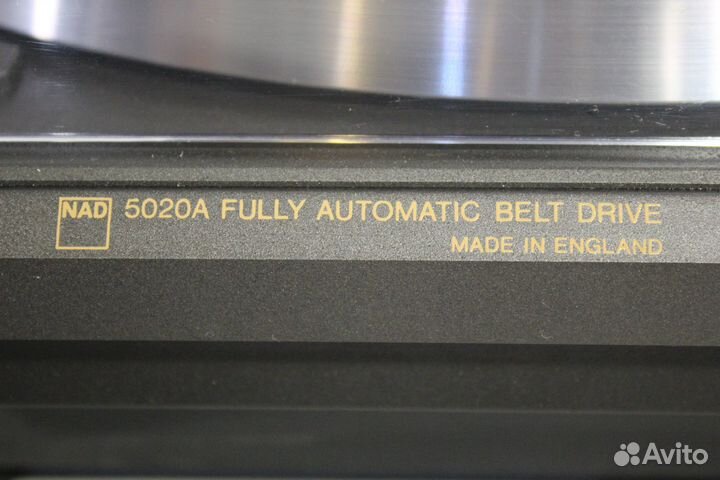 NAD 5020A FULLY AUTOMATIC BELT DRIVE
MADE IN ENGLAND
Avito